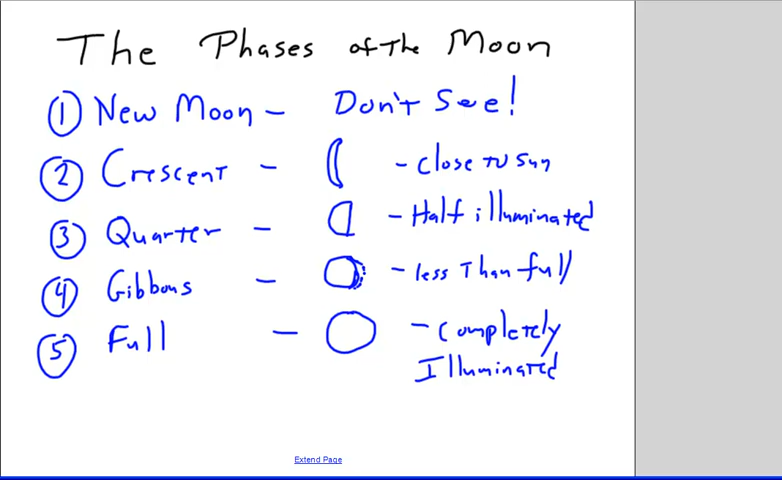 The Phases of The Moon
① New Moon – Don't See!
② Crescent – – close to sun
③ Quarter – – Half illuminated
④ Gibbons – – less Than full
⑤ Full – – Completely
Illuminated
Extend Page